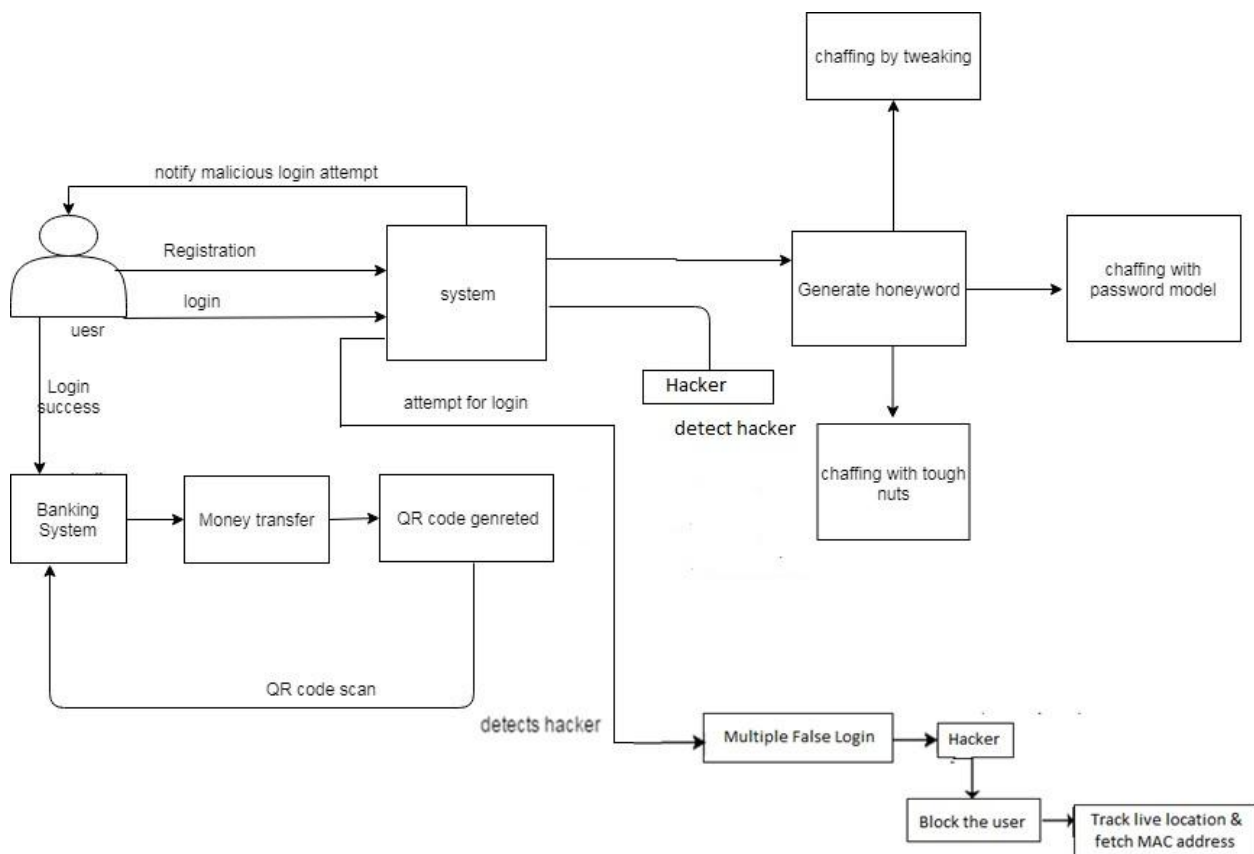 chaffing by tweaking
notify malicious login attempt
Registration
login
uesr
system
Generate honeyword
chaffing with
password model
Hacker
detect hacker
Login
success
attempt for login
chaffing with tough
nuts
Banking
System
Money transfer
QR code genreted
QR code scan
detects hacker
Multiple False Login
Hacker
Block the user
Track live location &
fetch MAC address